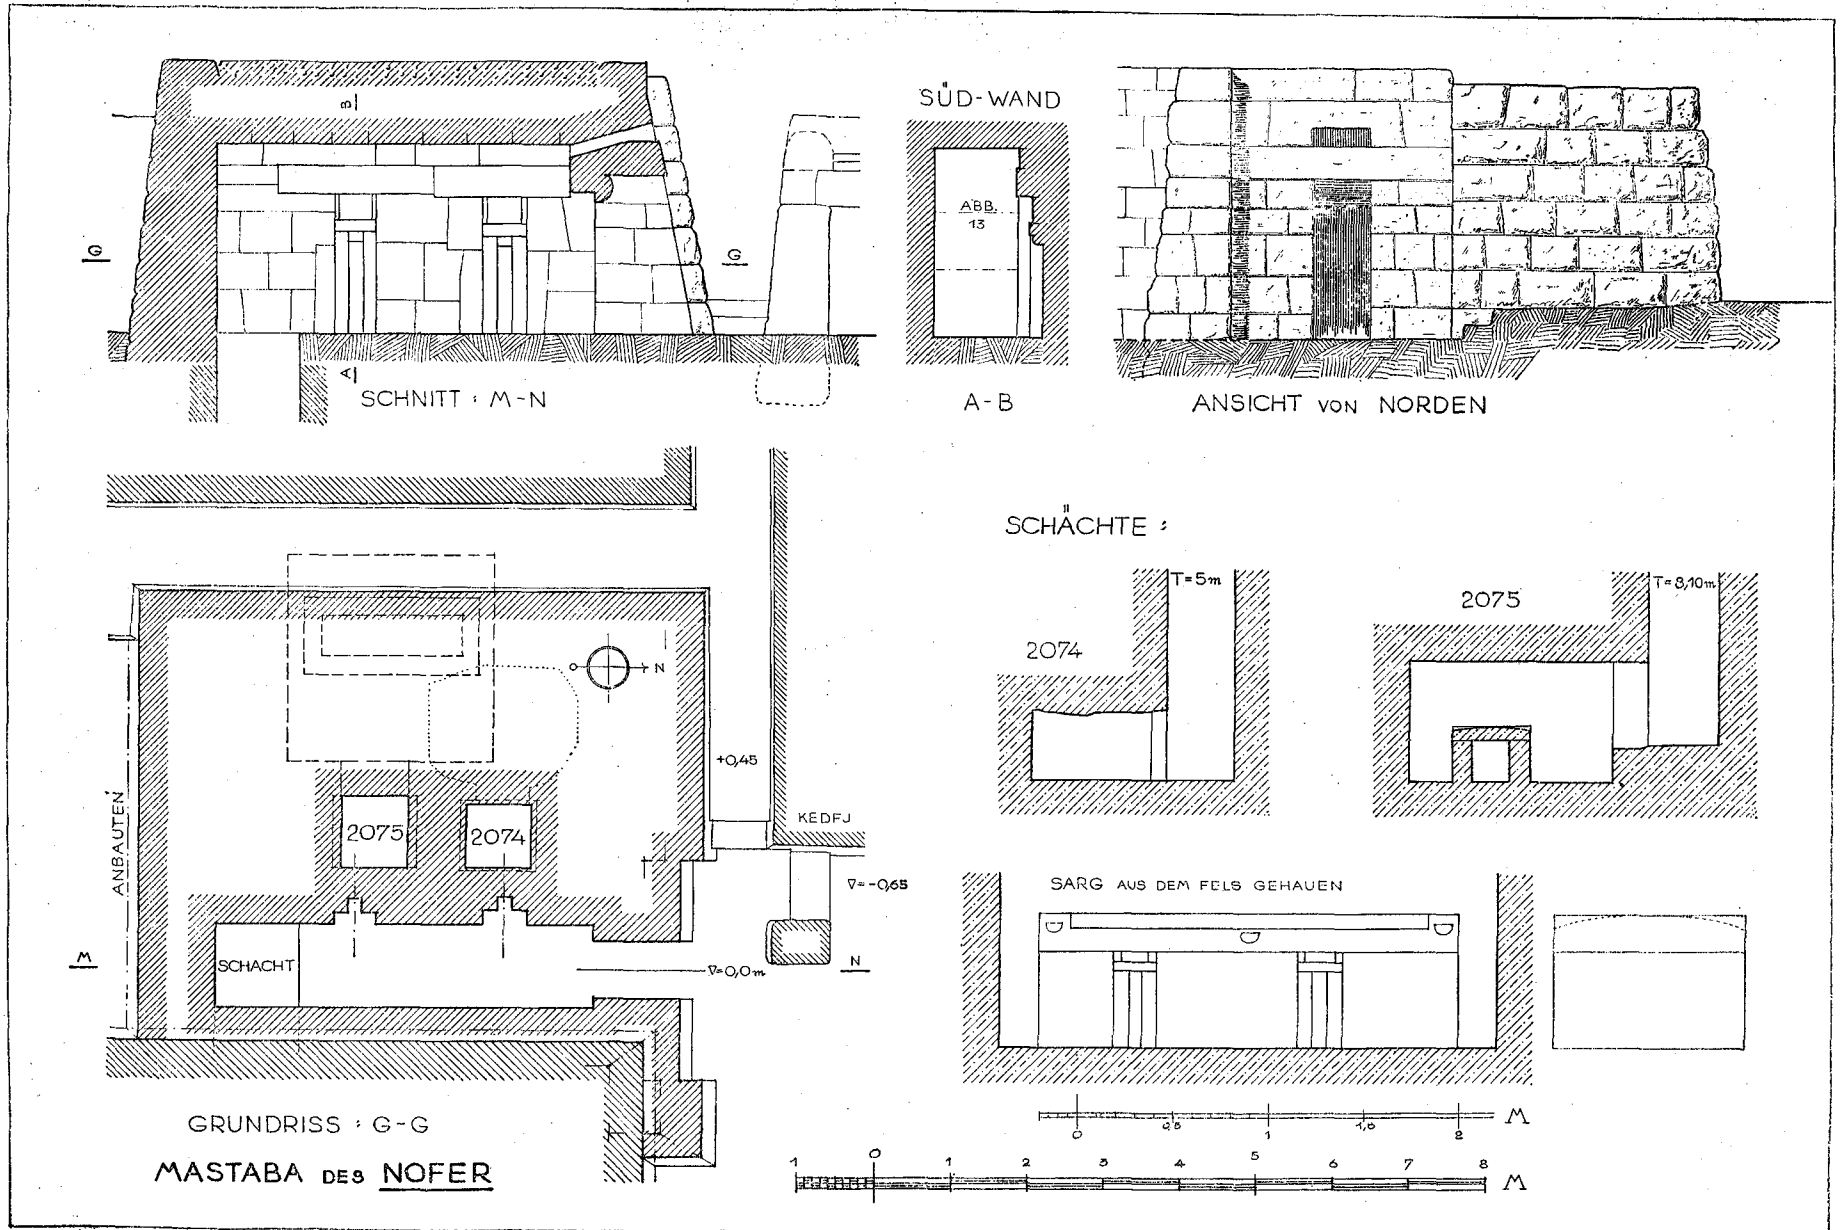 B
SÜD-WAND
ABB.
13
G
G
A
SCHNITT : M-N
A-B
ANSICHT VON NORDEN
SCHÄCHTE :
T=5m
T=8,10m
2075
2074
N
+0,45
ANBAUTEN
2075
2074
KEDFJ
∇=-0,65
SARG AUS DEM FELS GEHAUEN
M
SCHACHT
∇=0,0m
N
GRUNDRISS : G-G
MASTABA DES NOFER
0 0,5 1 1,5 2 M
1 0 1 2 3 4 5 6 7 8 M